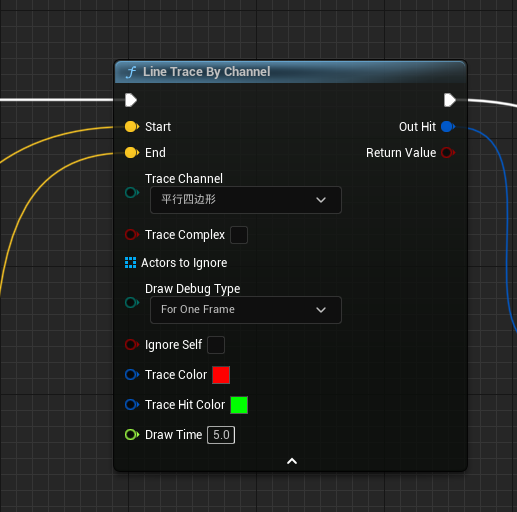 Line Trace By Channel
Start
Out Hit
End
Return Value
Trace Channel
平行四边形
Trace Complex
Actors to Ignore
Draw Debug Type
For One Frame
Ignore Self
Trace Color
Trace Hit Color
Draw Time 5.0